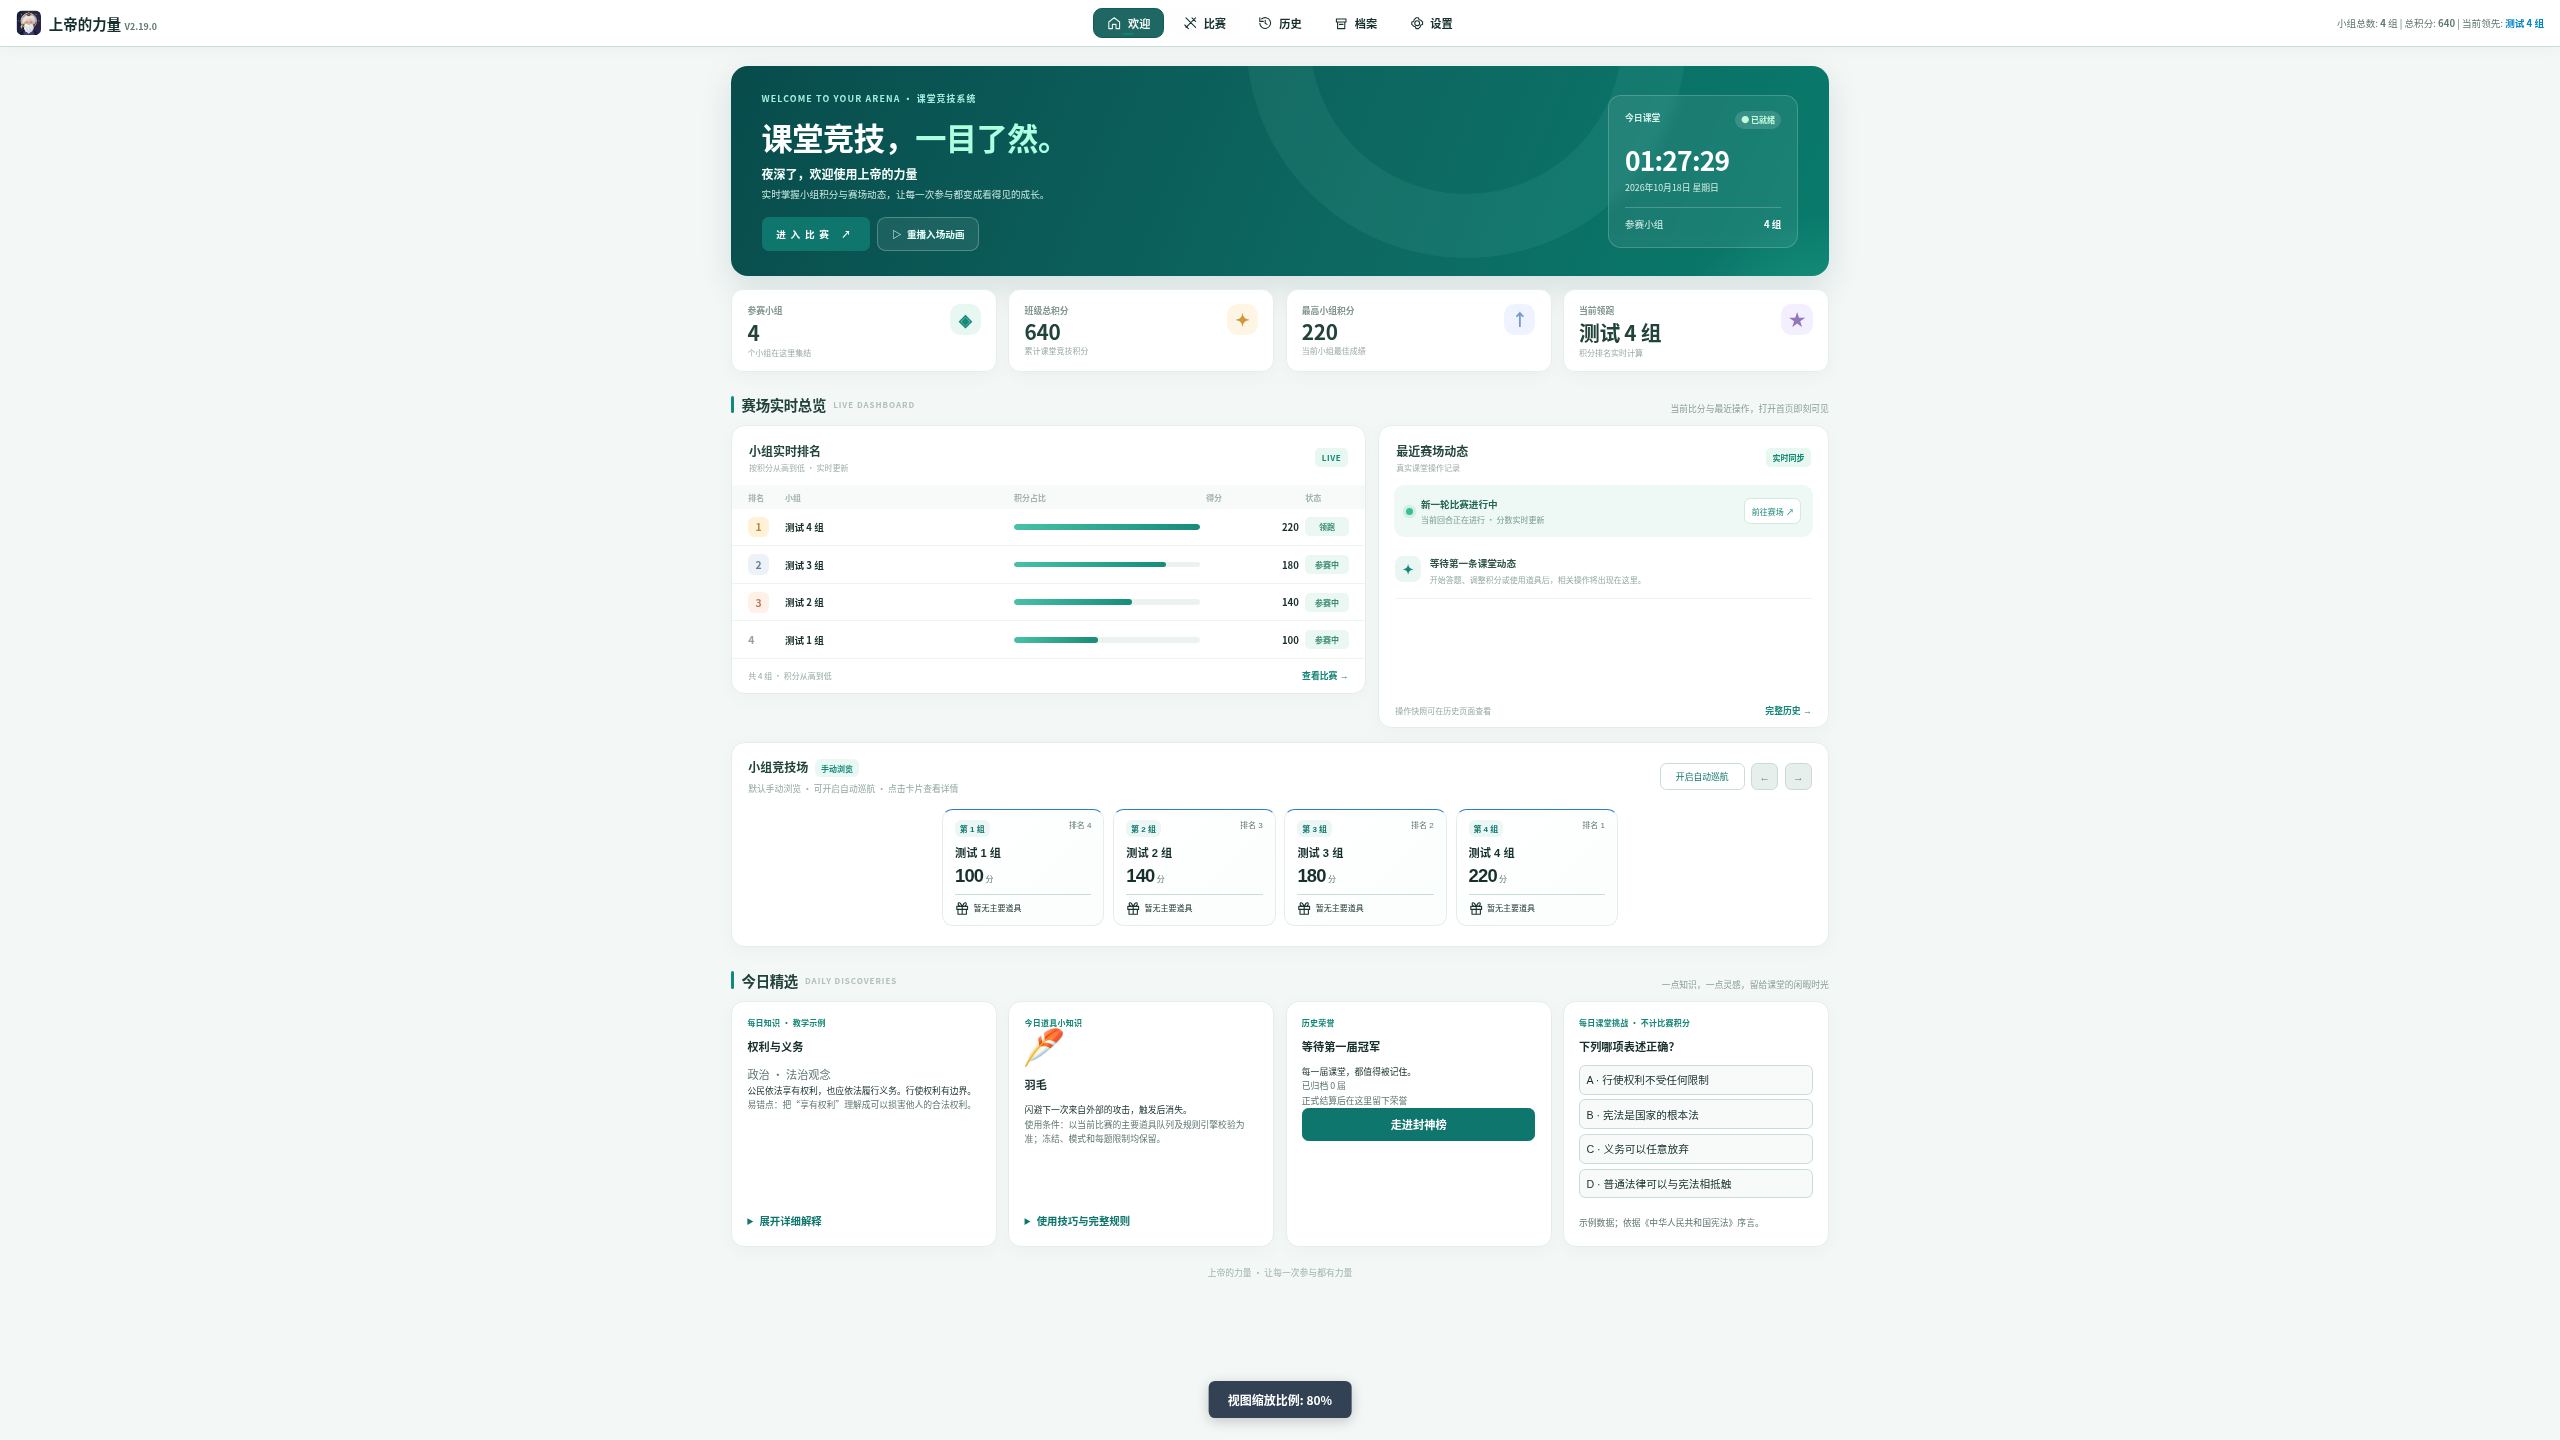 上帝的力量 V2.19.0
欢迎
比赛
历史
档案
设置
小组总数: 4 组 | 总积分: 640 | 当前领先: 测试 4 组
WELCOME TO YOUR ARENA · 课堂竞技系统
课堂竞技，一目了然。
夜深了，欢迎使用上帝的力量
实时掌握小组积分与赛场动态，让每一次参与都变成看得见的成长。
进入比赛 ↗
▷ 重播入场动画
今日课堂
已就绪
01:27:29
2026年10月18日 星期日
参赛小组
4 组
参赛小组
4
个小组在这里集结
班级总积分
640
累计课堂竞技积分
最高小组积分
220
当前小组最佳成绩
当前领跑
测试 4 组
积分排名实时计算
赛场实时总览 LIVE DASHBOARD
当前比分与最近操作，打开首页即刻可见
小组实时排名
按积分从高到低 · 实时更新
LIVE
排名 小组 积分占比 得分 状态
1 测试 4 组 220 领跑
2 测试 3 组 180 参赛中
3 测试 2 组 140 参赛中
4 测试 1 组 100 参赛中
共 4 组 · 积分从高到低
查看比赛 →
最近赛场动态
真实课堂操作记录
实时同步
新一轮比赛进行中
当前回合正在进行 · 分数实时更新
前往赛场 ↗
等待第一条课堂动态
开始答题、调整积分或使用道具后，相关操作将出现在这里。
操作快照可在历史页面查看
完整历史 →
小组竞技场 手动浏览
默认手动浏览 · 可开启自动巡航 · 点击卡片查看详情
开启自动巡航
←
→
第 1 组 排名 4
测试 1 组
100 分
暂无主要道具
第 2 组 排名 3
测试 2 组
140 分
暂无主要道具
第 3 组 排名 2
测试 3 组
180 分
暂无主要道具
第 4 组 排名 1
测试 4 组
220 分
暂无主要道具
今日精选 DAILY DISCOVERIES
一点知识，一点灵感，留给课堂的闲暇时光
每日知识 · 教学示例
权利与义务
政治 · 法治观念
公民依法享有权利，也应依法履行义务。行使权利有边界。
易错点：把“享有权利”理解成可以损害他人的合法权利。
▶ 展开详细解释
今日道具小知识
羽毛
闪避下一次来自外部的攻击，触发后消失。
使用条件：以当前比赛的主要道具队列及规则引擎校验为
准；冻结、模式和每题限制均保留。
▶ 使用技巧与完整规则
历史荣誉
等待第一届冠军
每一届课堂，都值得被记住。
已归档 0 届
正式结算后在这里留下荣誉
走进封神榜
每日课堂挑战 · 不计比赛积分
下列哪项表述正确？
A · 行使权利不受任何限制
B · 宪法是国家的根本法
C · 义务可以任意放弃
D · 普通法律可以与宪法相抵触
示例数据；依据《中华人民共和国宪法》序言。
上帝的力量 · 让每一次参与都有力量
视图缩放比例: 80%